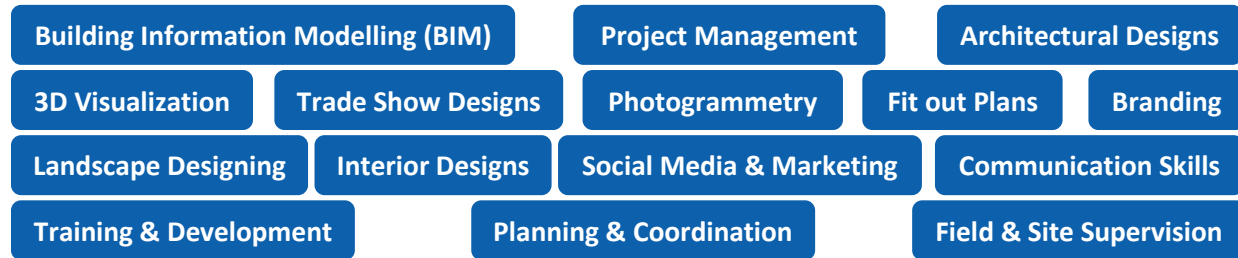 Building Information Modelling (BIM) Project Management Architectural Designs
3D Visualization Trade Show Designs Photogrammetry Fit out Plans Branding
Landscape Designing Interior Designs Social Media & Marketing Communication Skills
Training & Development Planning & Coordination Field & Site Supervision